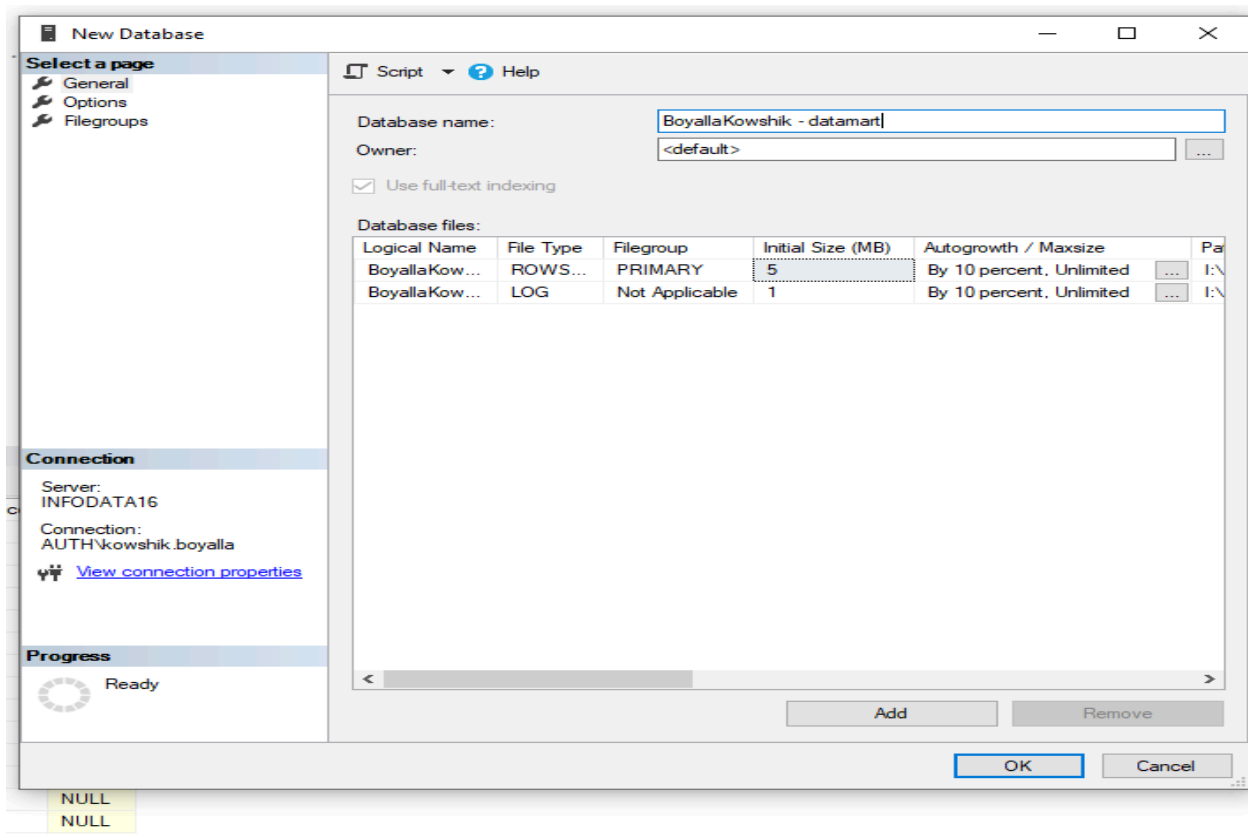 New Database
Select a page
General
Options
Filegroups
Script
Help
Database name:
BoyallaKowshik - datamart
Owner:
<default>
...
Use full-text indexing
Database files:
Logical Name File Type Filegroup Initial Size (MB) Autogrowth / Maxsize
BoyallaKow... ROWS... PRIMARY 5 By 10 percent, Unlimited ... I:\
BoyallaKow... LOG Not Applicable 1 By 10 percent, Unlimited ... I:\
Connection
Server:
INFODATA16
Connection:
AUTH\kowshik.boyalla
View connection properties
Progress
Ready
Add Remove
OK Cancel
NULL
NULL